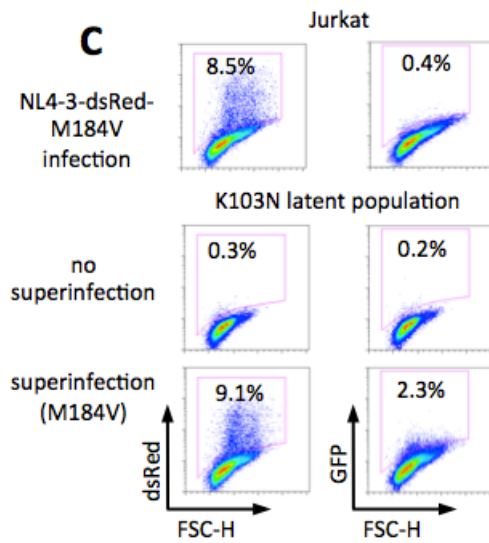 C
Jurkat
NL4-3-dsRed-
M184V
infection
8.5%
0.4%
K103N latent population
no
superinfection
0.3%
0.2%
superinfection
(M184V)
9.1%
2.3%
dsRed
GFP
FSC-H
FSC-H